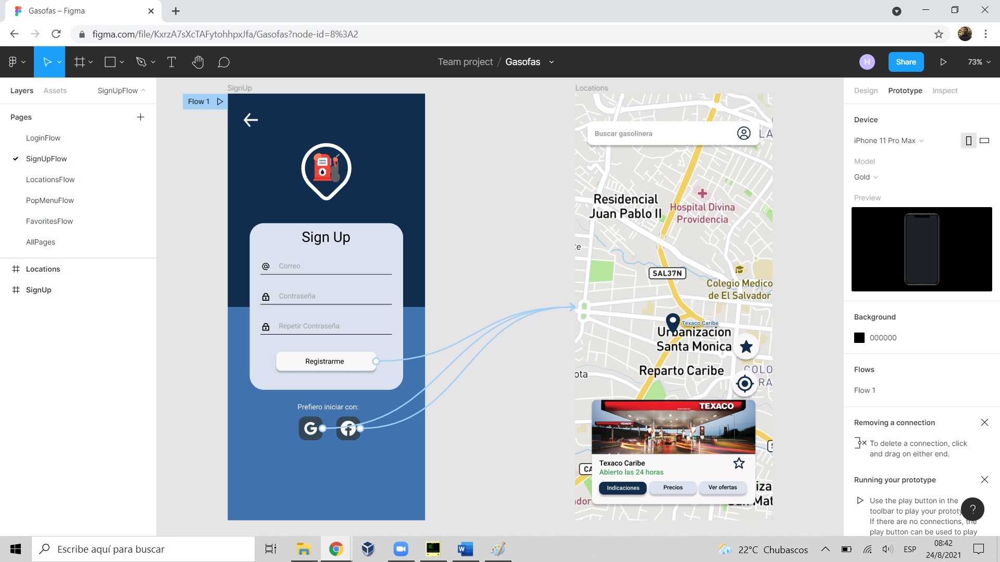 Gasofas – Figma
figma.com/file/KxrzA7sXcTAFytohhpxJfa/Gasofas?node-id=8%3A2
Team project / Gasofas
H
Share
73%
Layers
Assets
SignUpFlow
Pages
LoginFlow
SignUpFlow
LocationsFlow
PopMenuFlow
FavoritesFlow
AllPages
Locations
SignUp
SignUp
Flow 1
Sign Up
Correo
Contraseña
Repetir Contraseña
Registrarme
Prefiero iniciar con:
Locations
Buscar gasolinera
LA
Residencial
Juan Pablo II
Hospital Divina
Providencia
te
SAL37N
Colegio Medico
de El Salvador
Texaco Caribe
Urbanizacion
Santa Monica
Reparto Caribe
COLO
RA
ota
TEXACO
TEXACO
CA
Texaco Caribe
Abierto las 24 horas
Indicaciones
Precios
Ver ofertas
iza
dor
San Mat
Design
Prototype
Inspect
Device
iPhone 11 Pro Max
Model
Gold
Preview
Background
000000
Flows
Flow 1
Removing a connection
To delete a connection, click
and drag on either end.
Running your prototype
Use the play button in the
toolbar to play your prototy
If there are no connections, the
play button can be used to play
?
Escribe aquí para buscar
22°C Chubascos
ESP
08:42
24/8/2021